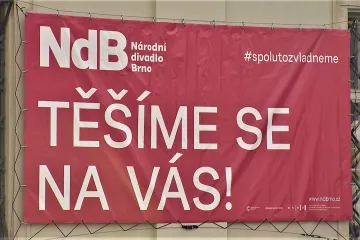 NdB
Národní
divadlo
Brno
#spolutozvladneme
TĚŠÍME SE
NA VÁS!
www.ndbrno.cz